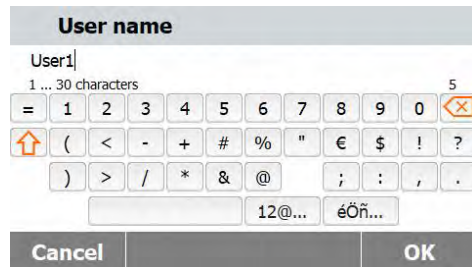 User name
User1
1 ... 30 characters 5
= 1 2 3 4 5 6 7 8 9 0
( < - + # % " € $ ! ?
) > / * & @ ; : , .
12@... éÖñ...
Cancel OK